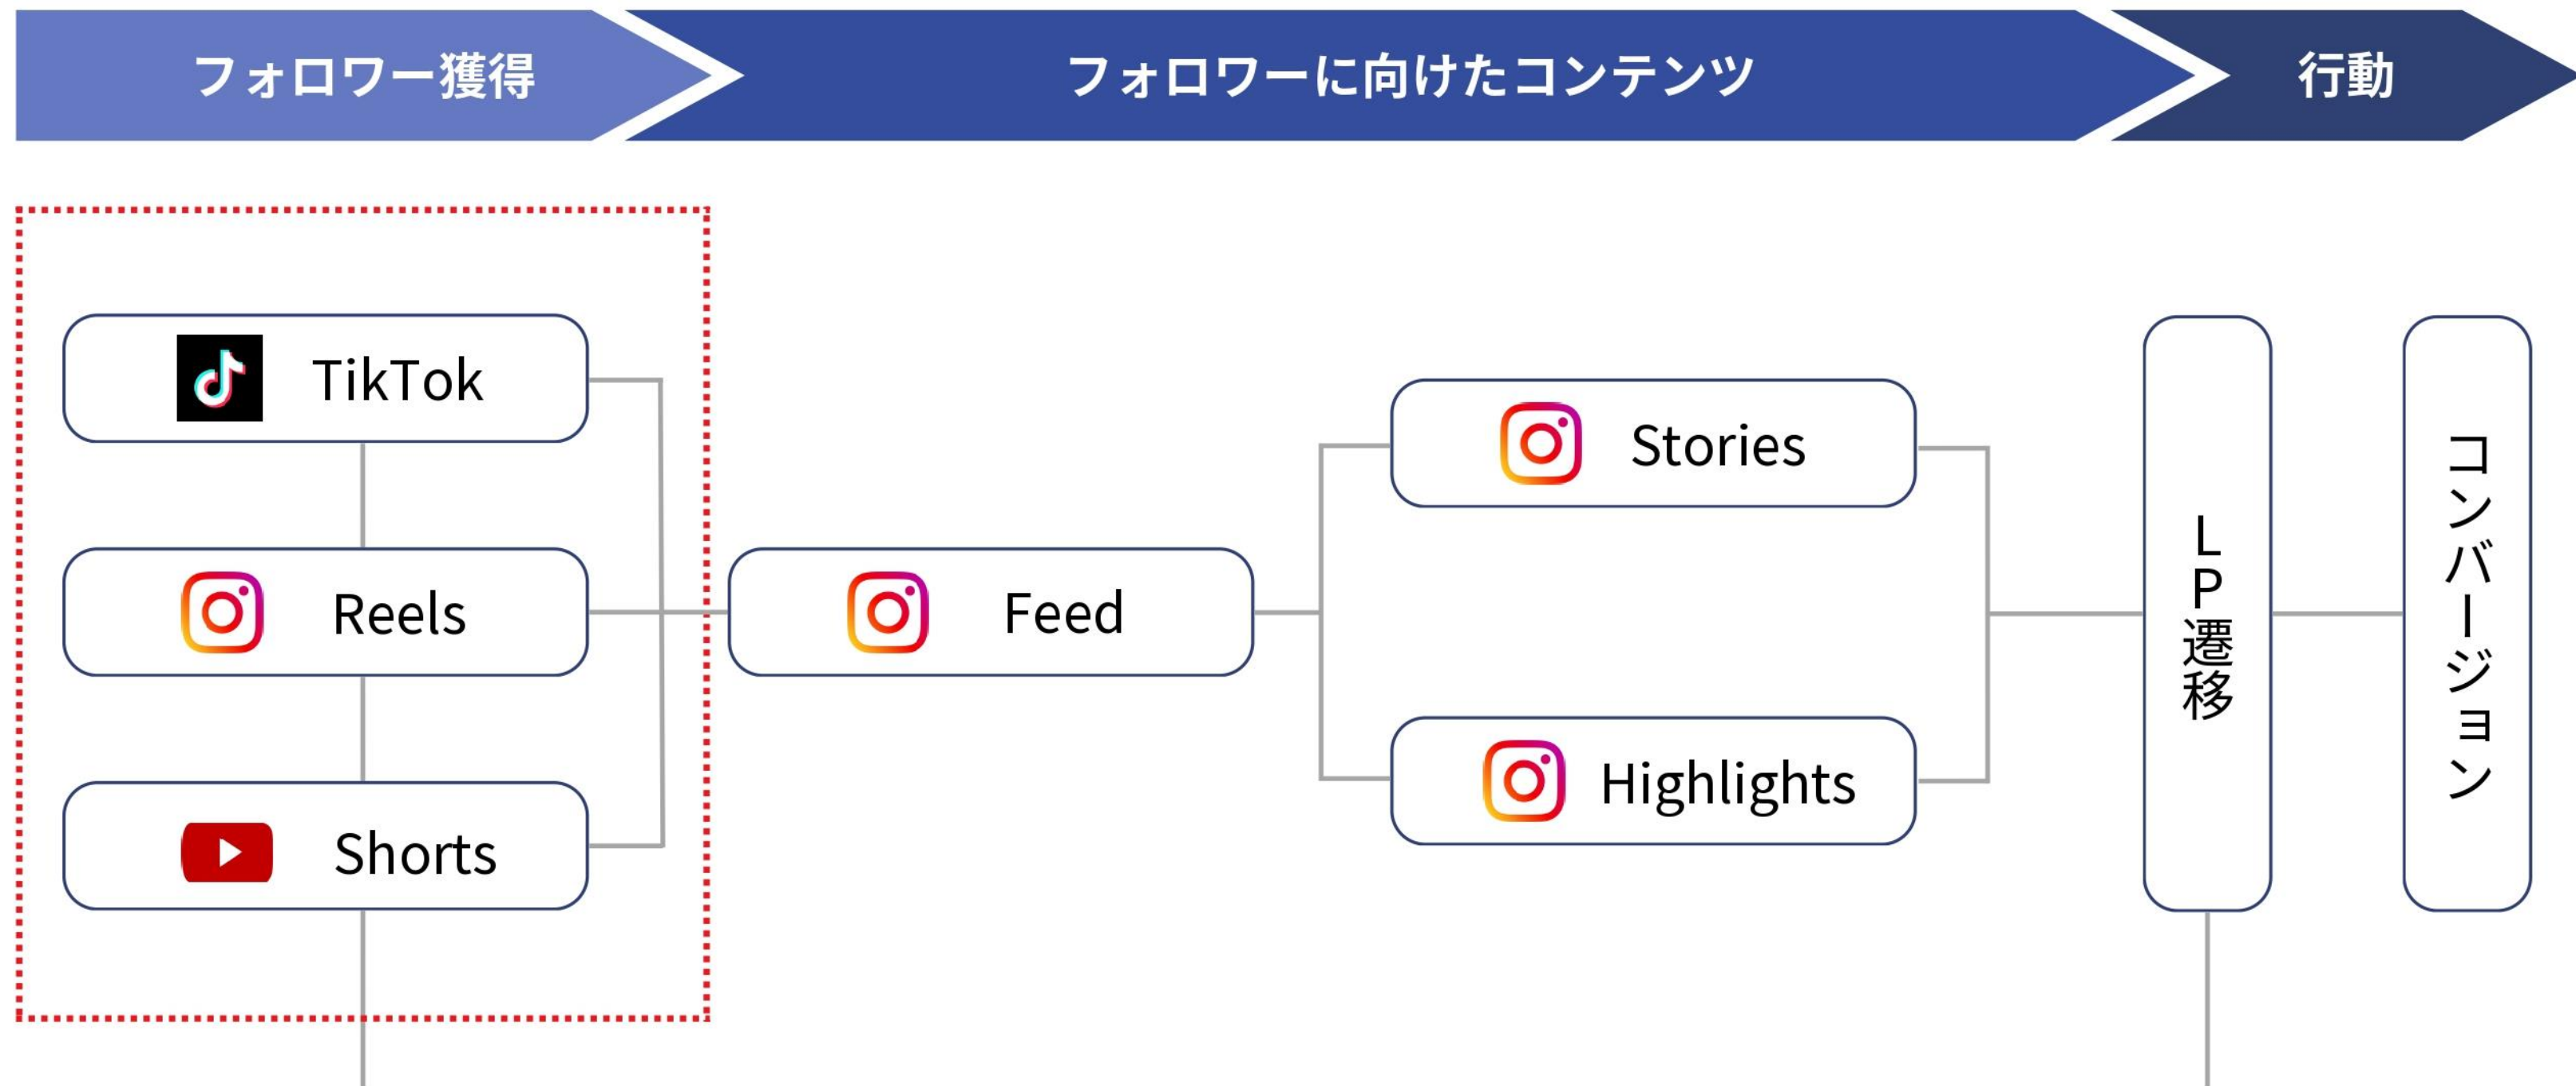 フォロワー獲得
フォロワーに向けたコンテンツ
行動
TikTok
Reels
Shorts
Feed
Stories
Highlights
LP遷移
コンバージョン